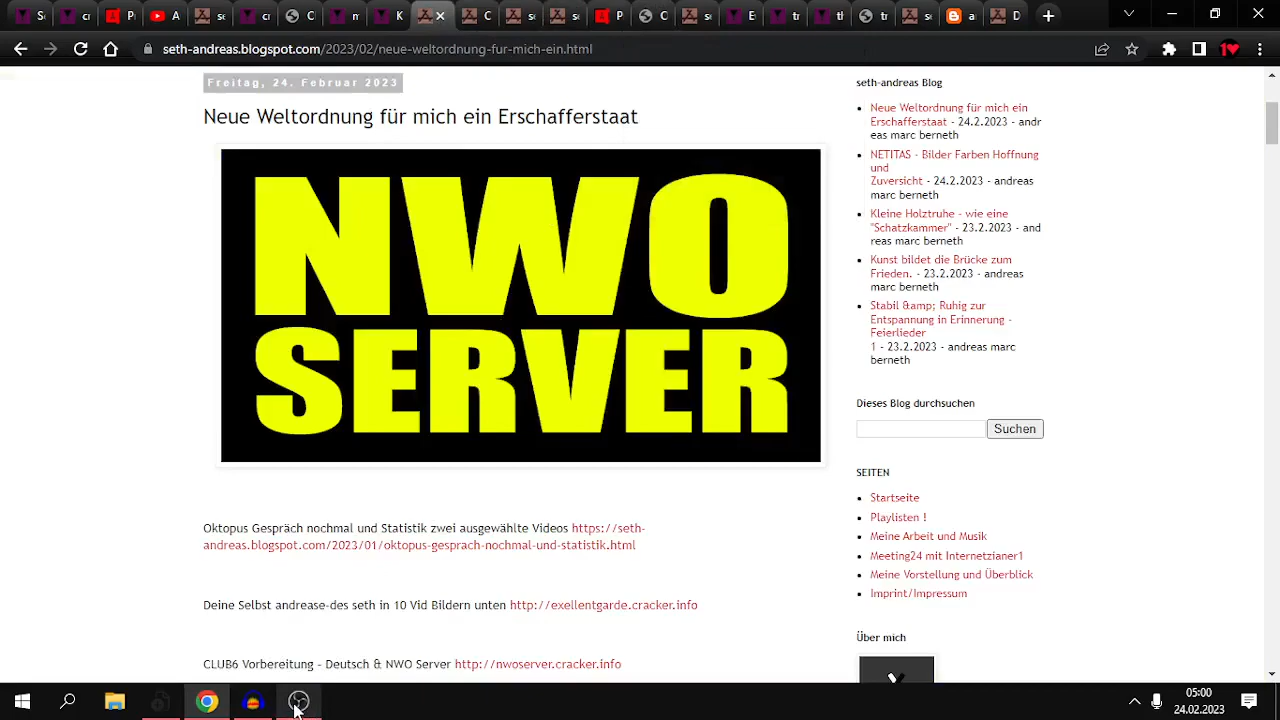 seth-andreas.blogspot.com/2023/02/neue-weltordnung-fur-mich-ein.html
Freitag, 24. Februar 2023
Neue Weltordnung für mich ein Erschafferstaat
NWO
SERVER
Oktopus Gespräch nochmal und Statistik zwei ausgewählte Videos https://seth-
andreas.blogspot.com/2023/01/oktopus-gesprach-nochmal-und-statistik.html
Deine Selbst andrease-des seth in 10 Vid Bildern unten http://exellentgarde.cracker.info
CLUB6 Vorbereitung - Deutsch & NWO Server http://nwoserver.cracker.info
seth-andreas Blog
Neue Weltordnung für mich ein
Erschafferstaat - 24.2.2023 - andr
eas marc berneth
NETITAS - Bilder Farben Hoffnung
und
Zuversicht - 24.2.2023 - andreas
marc berneth
Kleine Holztruhe - wie eine
"Schatzkammer" - 23.2.2023 - and
reas marc berneth
Kunst bildet die Brücke zum
Frieden. - 23.2.2023 - andreas
marc berneth
Stabil &amp; Ruhig zur
Entspannung in Erinnerung -
Feierlieder
1 - 23.2.2023 - andreas marc
berneth
Dieses Blog durchsuchen
Suchen
SEITEN
Startseite
Playlisten !
Meine Arbeit und Musik
Meeting24 mit Internetzianer1
Meine Vorstellung und Überblick
Imprint/Impressum
Über mich
05:00
24.02.2023